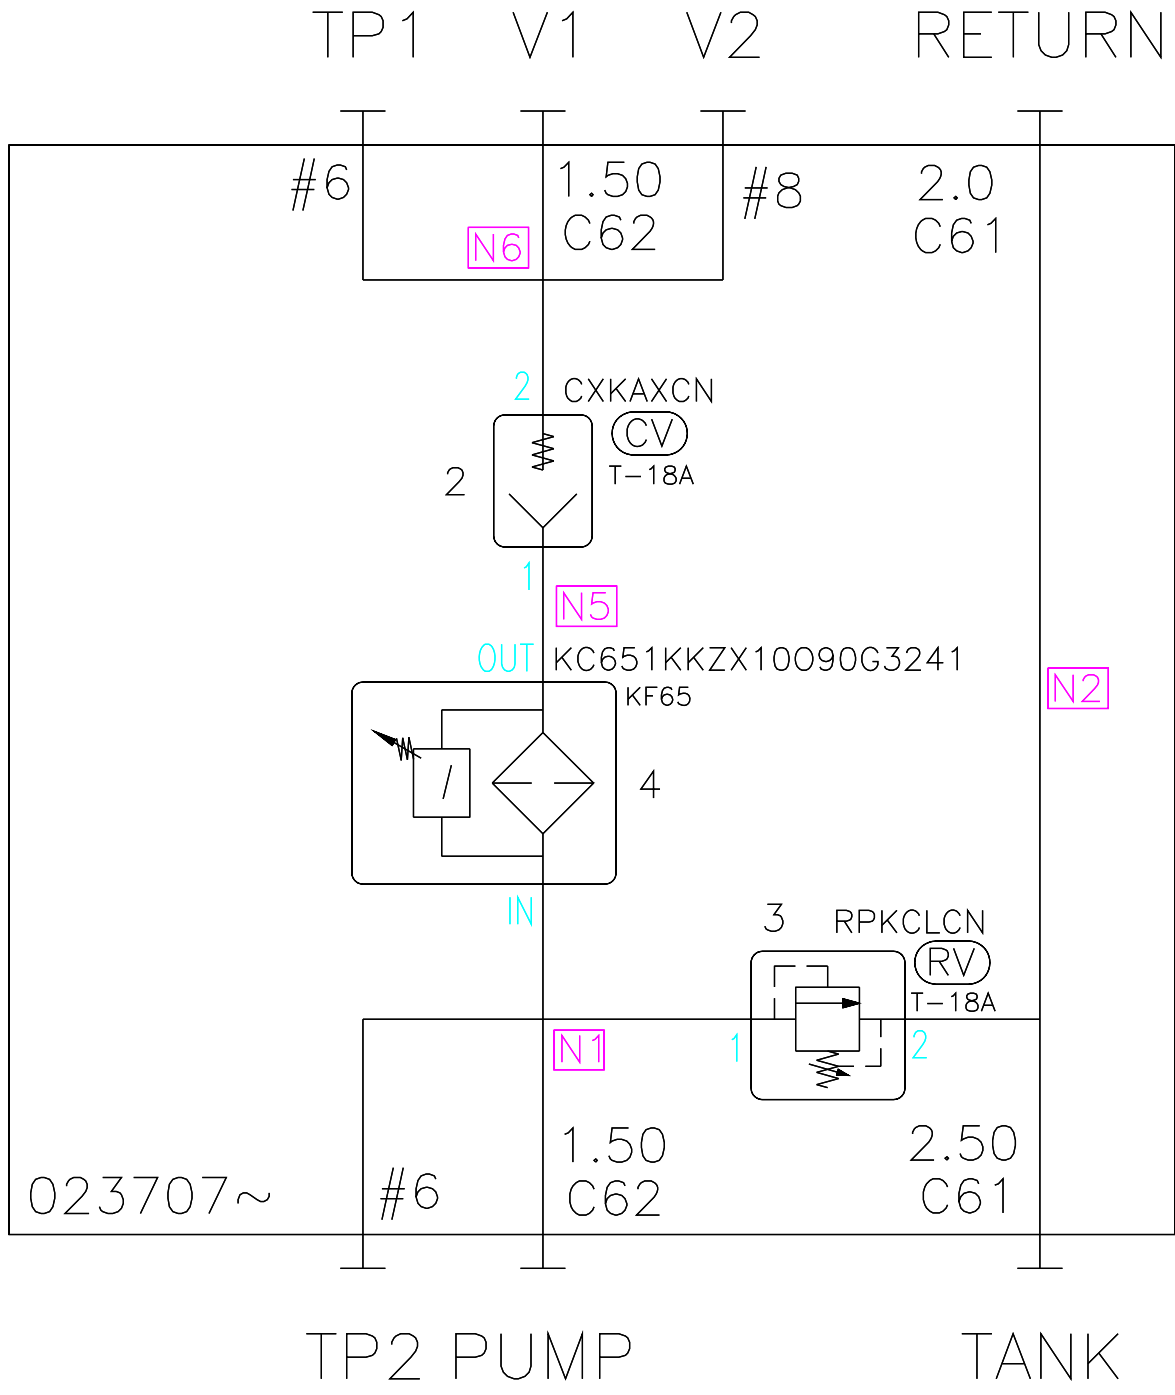 TP1 V1 V2 RETURN
#6 1.50 #8 2.0
C62 C61
N6
2 CXKAXCN
CV
2 T-18A
1
N5
OUT KC651KKZX10O90G3241
KF65
N2
4
IN
3 RPKCLCN
RV
T-18A
N1 1 2
1.50 2.50
023707~ #6 C62 C61
TP2 PUMP TANK